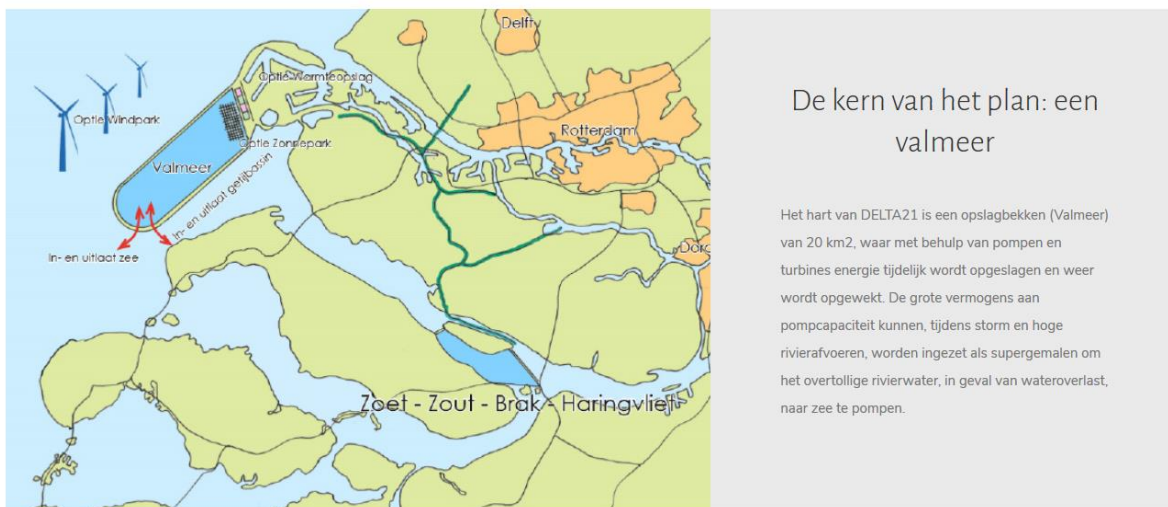 Delft
Optie Warmteopslag
Optie Windpark
Optie Zonnepark
Rotterdam
Valmeer
In- en uitlaat getijbassin
In- en uitlaat zee
Zoet - Zout - Brak - Haringvliet
De kern van het plan: een
valmeer
Het hart van DELTA21 is een opslagbekken (Valmeer)
van 20 km2, waar met behulp van pompen en
turbines energie tijdelijk wordt opgeslagen en weer
wordt opgewekt. De grote vermogens aan
pompcapaciteit kunnen, tijdens storm en hoge
rivierafvoeren, worden ingezet als supergemalen om
het overtollige rivierwater, in geval van wateroverlast,
naar zee te pompen.